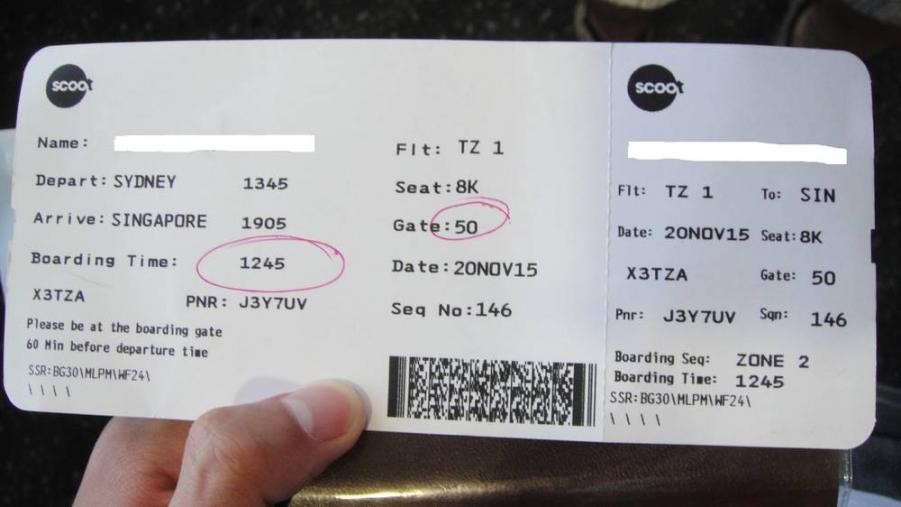 scoot
Name:
Depart: SYDNEY 1345
Arrive: SINGAPORE 1905
Boarding Time: 1245
X3TZA PNR: J3Y7UV
Please be at the boarding gate
60 Min before departure time
SSR:BG30\MLPM\WF24\
\ \ \ \
Flt: TZ 1
Seat:8K
Gate:50
Date:20NOV15
Seq No:146
scoot
Flt: TZ 1 To: SIN
Date: 20NOV15 Seat:8K
X3TZA Gate: 50
Pnr: J3Y7UV Sqn: 146
Boarding Seq: ZONE 2
Boarding Time: 1245
SSR:BG30\MLPM\WF24\
\ \ \ \